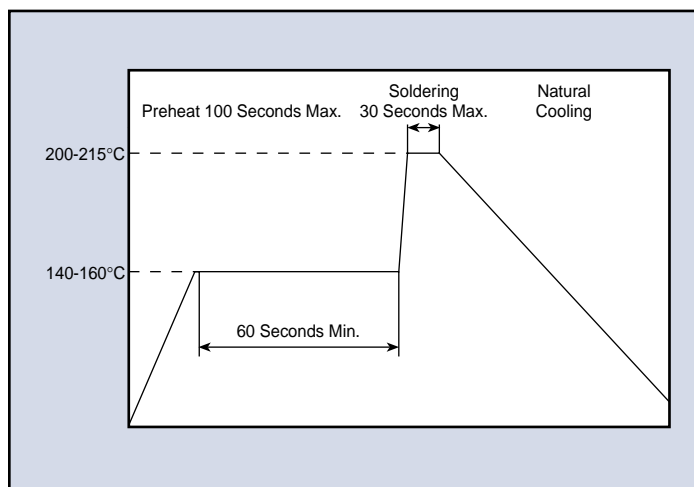 Soldering
Natural
Preheat 100 Seconds Max.
30 Seconds Max.
Cooling
200-215°C
140-160°C
60 Seconds Min.